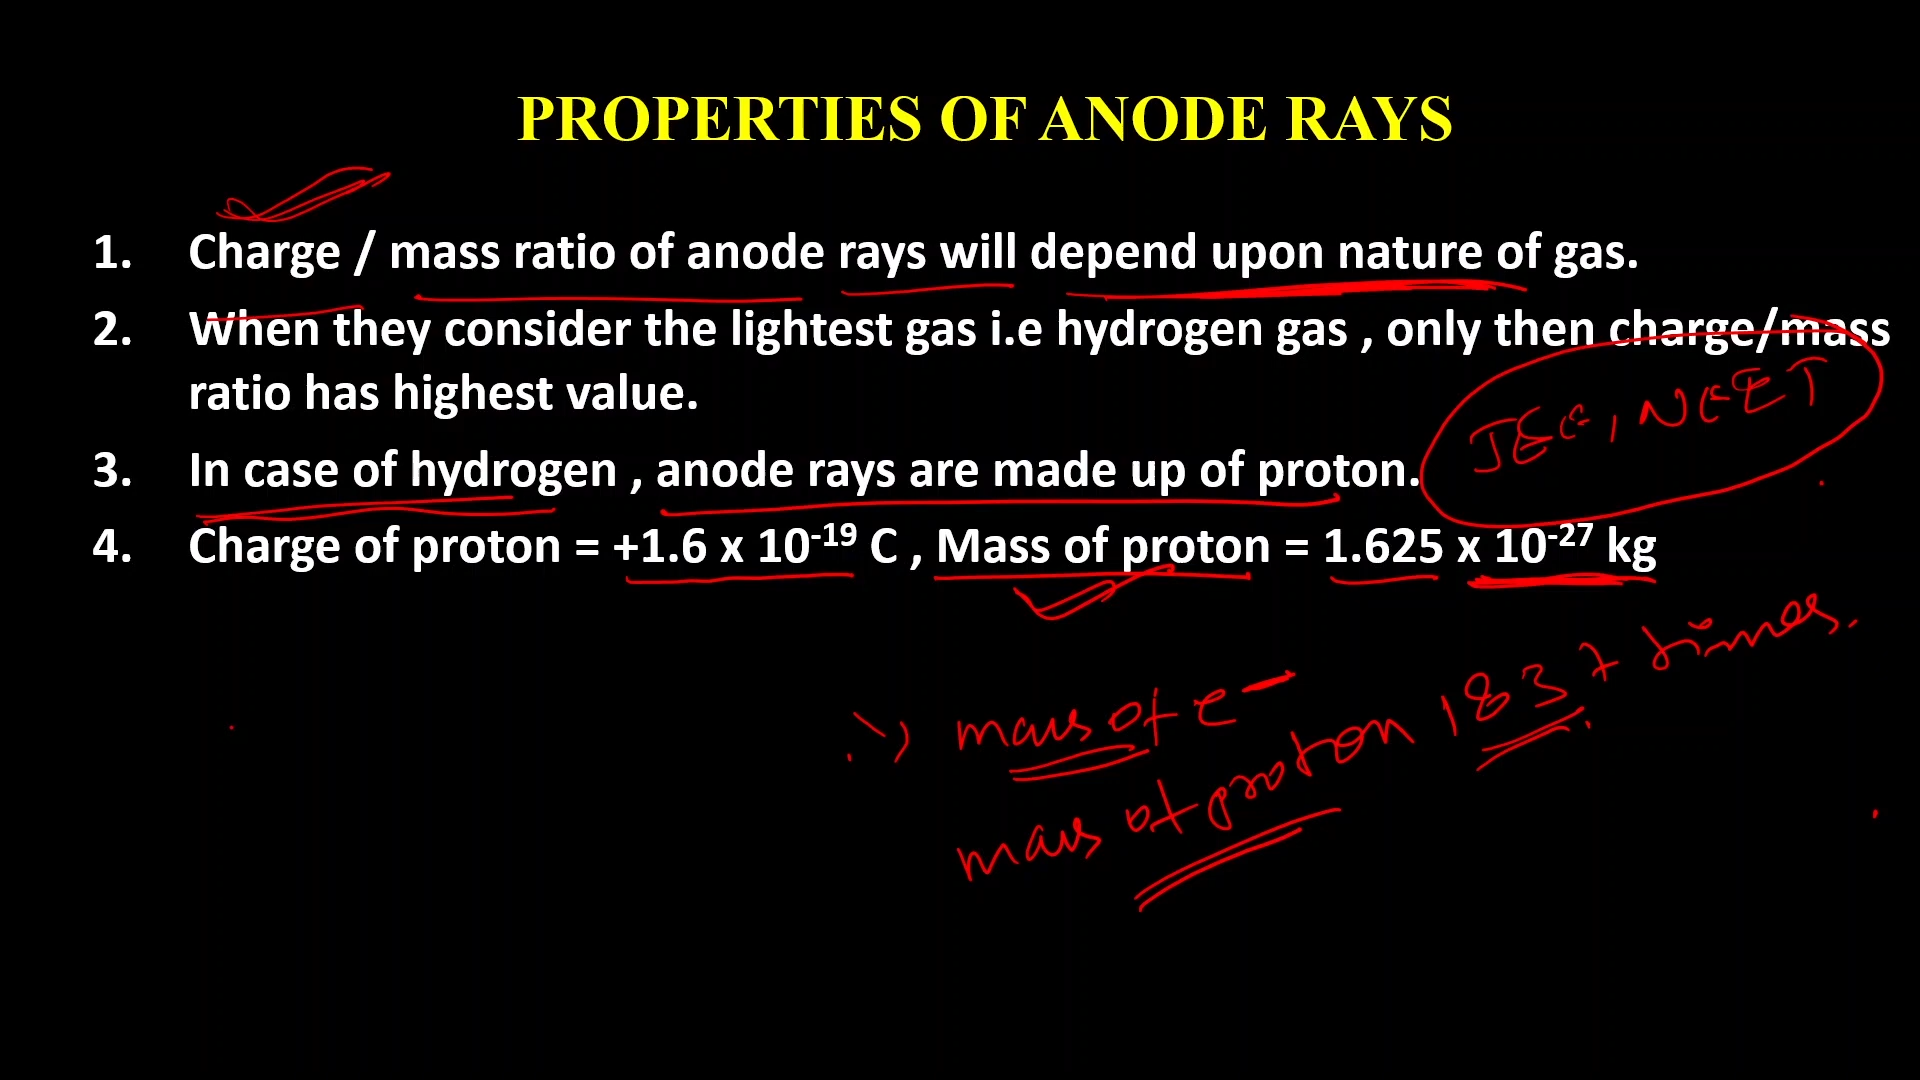 PROPERTIES OF ANODE RAYS
1. Charge / mass ratio of anode rays will depend upon nature of gas.
2. When they consider the lightest gas i.e hydrogen gas , only then charge/mass
ratio has highest value.
JEE, NEET
3. In case of hydrogen , anode rays are made up of proton.
4. Charge of proton = +1.6 x 10⁻¹⁹ C , Mass of proton = 1.625 x 10⁻²⁷ kg
mass of e⁻
mass of proton 1837 times.